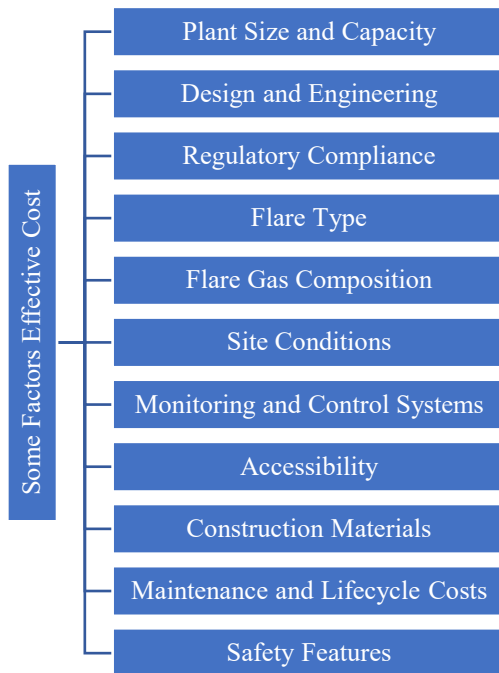 Some Factors Effective Cost
Plant Size and Capacity
Design and Engineering
Regulatory Compliance
Flare Type
Flare Gas Composition
Site Conditions
Monitoring and Control Systems
Accessibility
Construction Materials
Maintenance and Lifecycle Costs
Safety Features